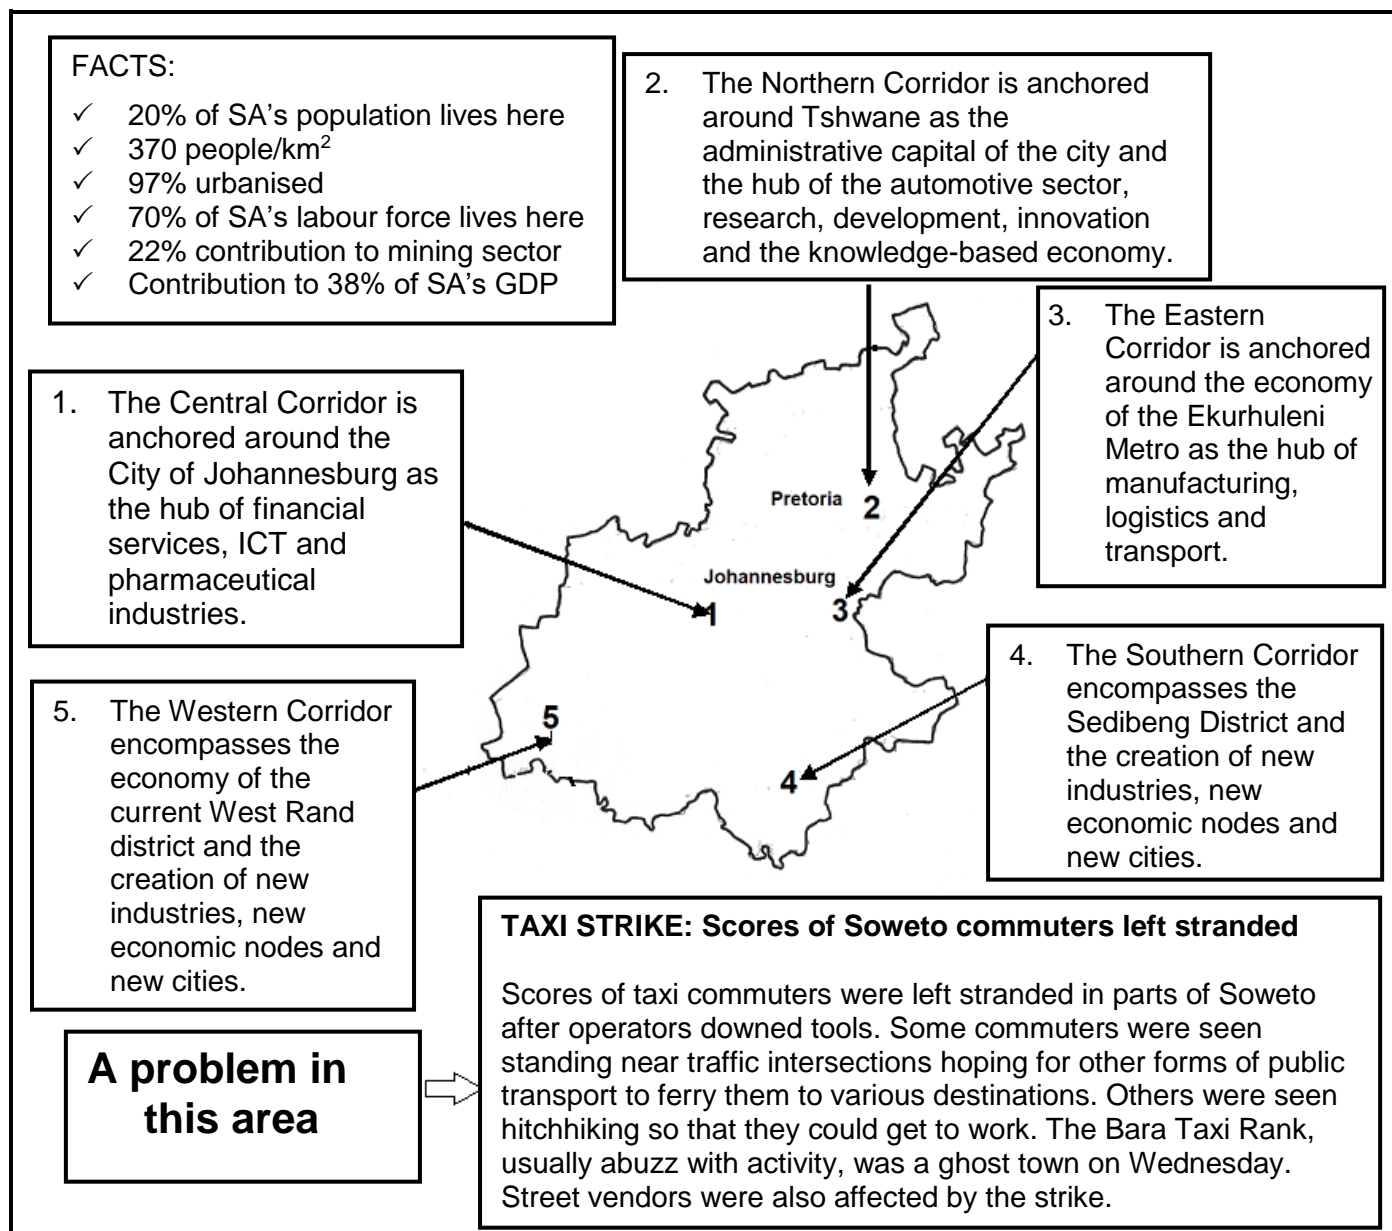 FACTS:
✓ 20% of SA's population lives here
✓ 370 people/km²
✓ 97% urbanised
✓ 70% of SA's labour force lives here
✓ 22% contribution to mining sector
✓ Contribution to 38% of SA's GDP
2. The Northern Corridor is anchored
around Tshwane as the
administrative capital of the city and
the hub of the automotive sector,
research, development, innovation
and the knowledge-based economy.
3. The Eastern
Corridor is anchored
around the economy
of the Ekurhuleni
Metro as the hub of
manufacturing,
logistics and
transport.
1. The Central Corridor is
anchored around the
City of Johannesburg as
the hub of financial
services, ICT and
pharmaceutical
industries.
Pretoria
2
Johannesburg
1
3
5
4
4. The Southern Corridor
encompasses the
Sedibeng District and
the creation of new
industries, new
economic nodes and
new cities.
5. The Western Corridor
encompasses the
economy of the
current West Rand
district and the
creation of new
industries, new
economic nodes and
new cities.
A problem in
this area
TAXI STRIKE: Scores of Soweto commuters left stranded
Scores of taxi commuters were left stranded in parts of Soweto
after operators downed tools. Some commuters were seen
standing near traffic intersections hoping for other forms of public
transport to ferry them to various destinations. Others were seen
hitchhiking so that they could get to work. The Bara Taxi Rank,
usually abuzz with activity, was a ghost town on Wednesday.
Street vendors were also affected by the strike.